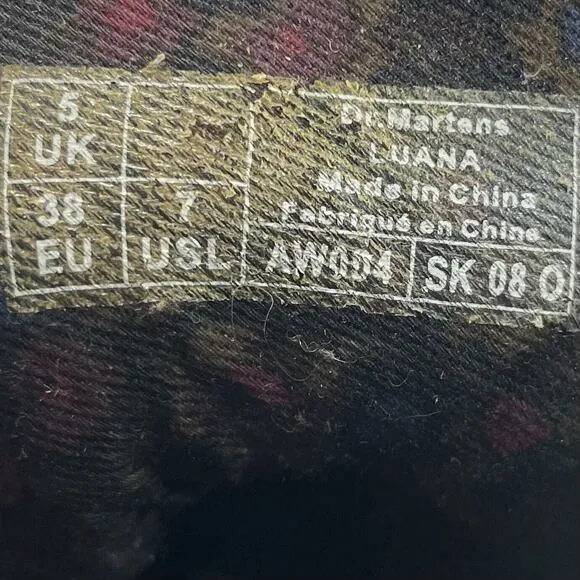 5
UK
38
EU
7
USL
Dr Martens
LUANA
Made in China
Fabriqué en Chine
AW004
SK 08 O